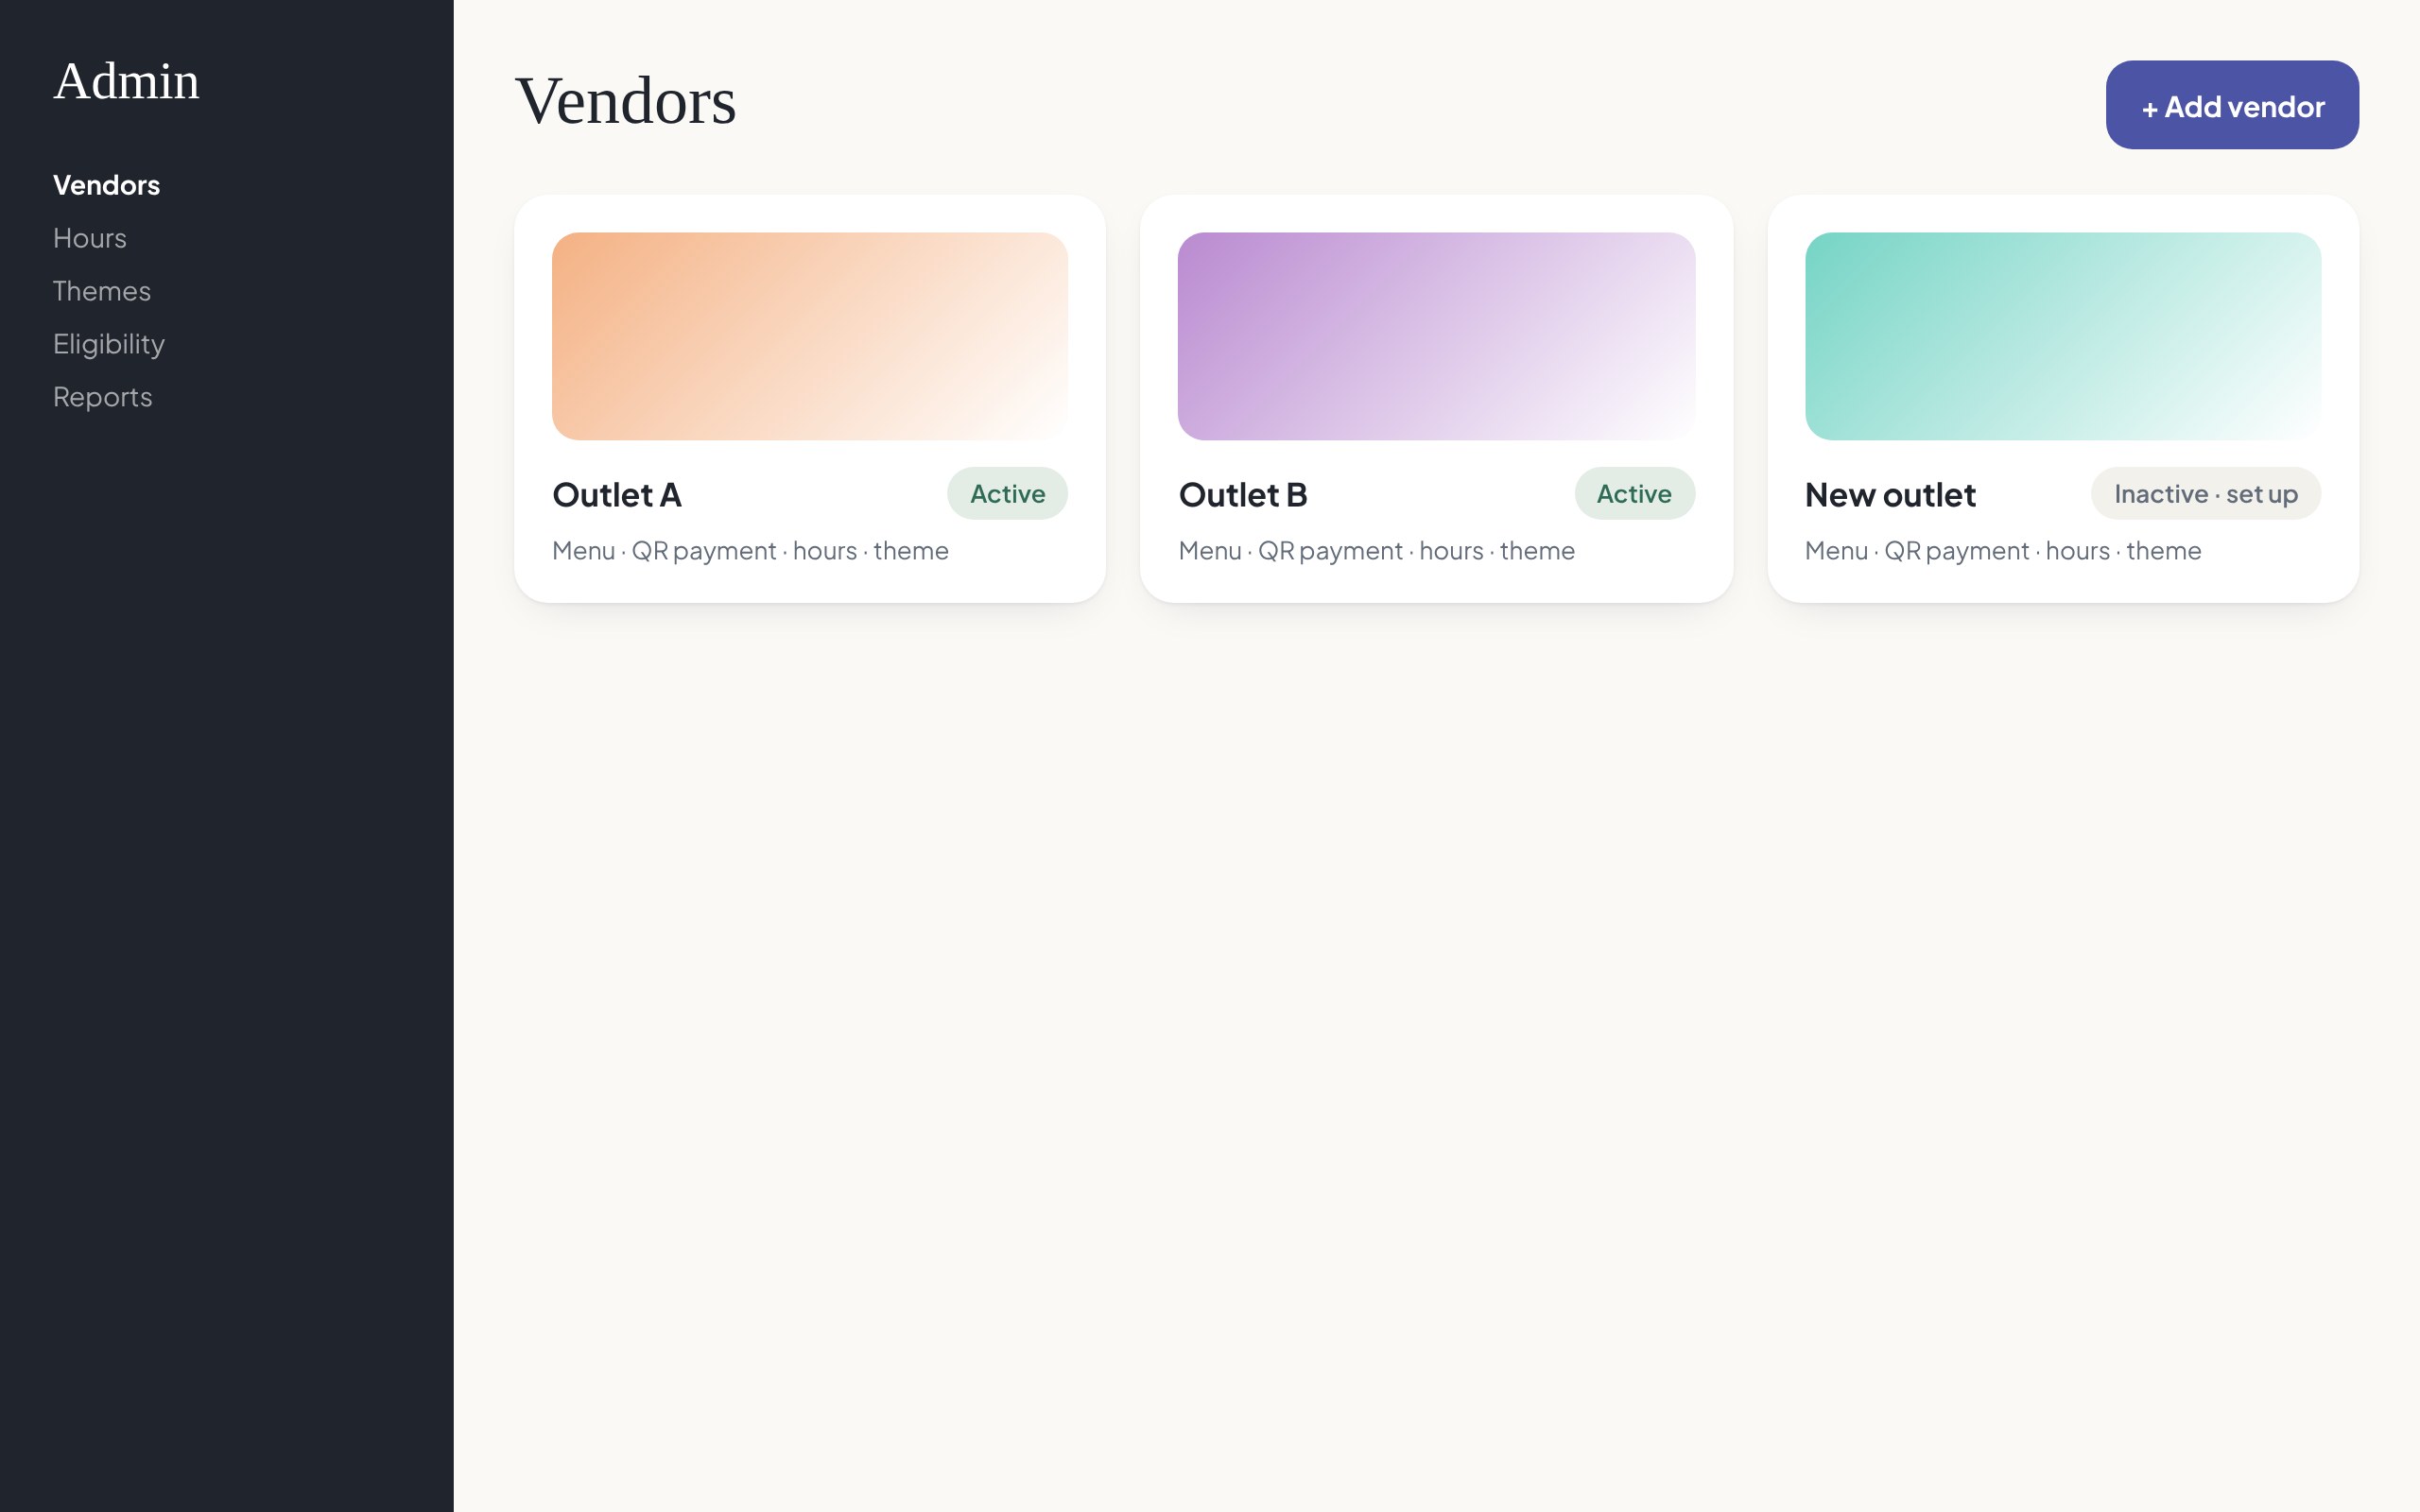 Admin
Vendors
Hours
Themes
Eligibility
Reports
Vendors
+ Add vendor
Outlet A
Active
Menu · QR payment · hours · theme
Outlet B
Active
Menu · QR payment · hours · theme
New outlet
Inactive · set up
Menu · QR payment · hours · theme